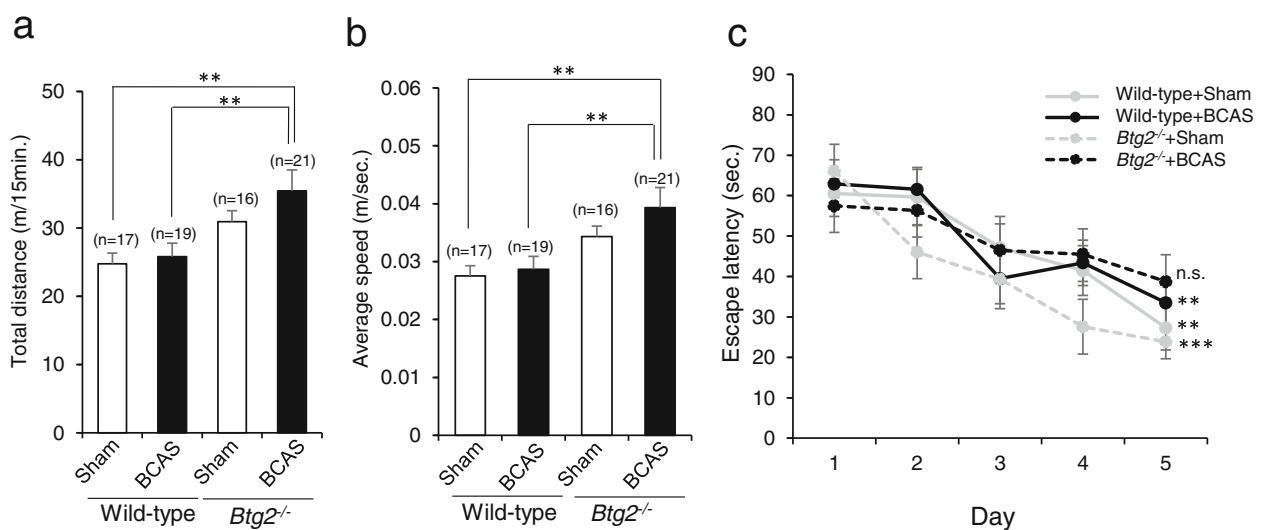 a
Total distance (m/15min.)
50
40
30
20
10
0
**
**
(n=17)
(n=19)
(n=16)
(n=21)
Sham
BCAS
Sham
BCAS
Wild-type
Btg2-/-
b
Average speed (m/sec.)
0.06
0.05
0.04
0.03
0.02
0.01
0
**
**
(n=17)
(n=19)
(n=16)
(n=21)
Sham
BCAS
Sham
BCAS
Wild-type
Btg2-/-
c
Escape latency (sec.)
90
80
70
60
50
40
30
20
10
0
Wild-type+Sham
Wild-type+BCAS
Btg2-/-+Sham
Btg2-/-+BCAS
n.s.
**
**
***
1 2 3 4 5
Day